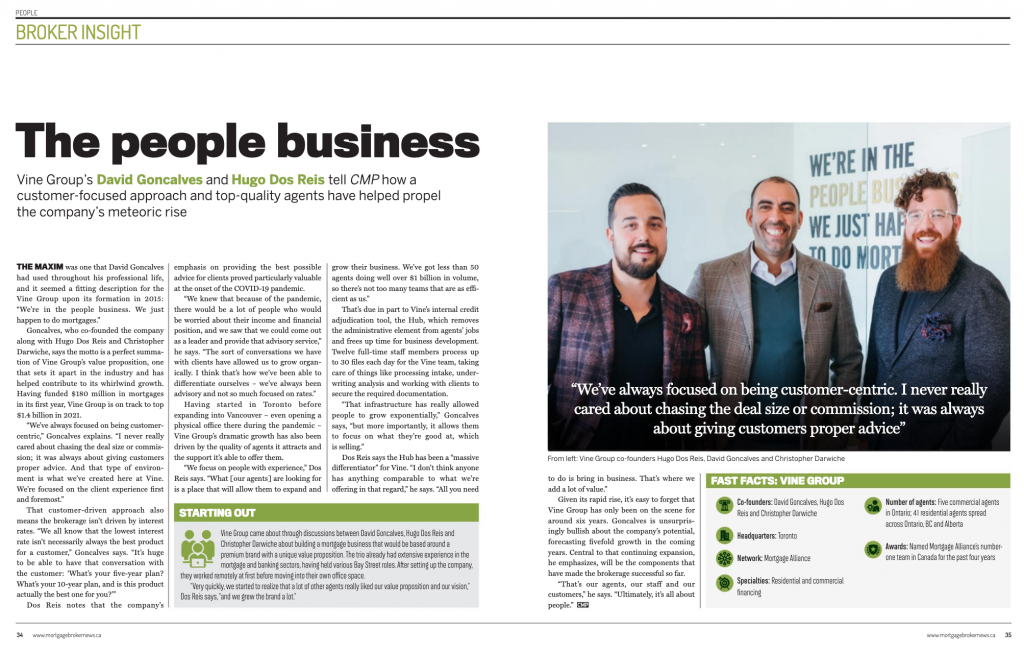 PEOPLE
BROKER INSIGHT
The people business
Vine Group's David Goncalves and Hugo Dos Reis tell CMP how a
customer-focused approach and top-quality agents have helped propel
the company's meteoric rise
THE MAXIM was one that David Goncalves
had used throughout his professional life,
and it seemed a fitting description for the
Vine Group upon its formation in 2015:
"We're in the people business. We just
happen to do mortgages."
Goncalves, who co-founded the company
along with Hugo Dos Reis and Christopher
Darwiche, says the motto is a perfect summa-
tion of Vine Group's value proposition, one
that sets it apart in the industry and has
helped contribute to its whirlwind growth.
Having funded $180 million in mortgages
in its first year, Vine Group is on track to top
$1.4 billion in 2021.
"We've always focused on being customer-
centric," Goncalves explains. "I never really
cared about chasing the deal size or commis-
sion; it was always about giving customers
proper advice. And that type of environ-
ment is what we've created here at Vine.
We're focused on the client experience first
and foremost."
That customer-driven approach also
means the brokerage isn't driven by interest
rates. "We all know that the lowest interest
rate isn't necessarily always the best product
for a customer," Goncalves says. "It's huge
to be able to have that conversation with
the customer: 'What's your five-year plan?
What's your 10-year plan, and is this product
actually the best one for you?'"
Dos Reis notes that the company's
emphasis on providing the best possible
advice for clients proved particularly valuable
at the onset of the COVID-19 pandemic.
"We knew that because of the pandemic,
there would be a lot of people who would
be worried about their income and financial
position, and we saw that we could come out
as a leader and provide that advisory service,"
he says. "The sort of conversations we have
with clients have allowed us to grow organ-
ically. I think that's how we've been able to
differentiate ourselves – we've always been
advisory and not so much focused on rates."
Having started in Toronto before
expanding into Vancouver – even opening a
physical office there during the pandemic –
Vine Group's dramatic growth has also been
driven by the quality of agents it attracts and
the support it's able to offer them.
"We focus on people with experience," Dos
Reis says. "What [our agents] are looking for
is a place that will allow them to expand and
grow their business. We've got less than 50
agents doing well over $1 billion in volume,
so there's not too many teams that are as effi-
cient as us."
That's due in part to Vine's internal credit
adjudication tool, the Hub, which removes
the administrative element from agents' jobs
and frees up time for business development.
Twelve full-time staff members process up
to 30 files each day for the Vine team, taking
care of things like processing intake, under-
writing analysis and working with clients to
secure the required documentation.
"That infrastructure has really allowed
people to grow exponentially," Goncalves
says, "but more importantly, it allows them
to focus on what they're good at, which
is selling."
Dos Reis says the Hub has been a "massive
differentiator" for Vine. "I don't think anyone
has anything comparable to what we're
offering in that regard," he says. "All you need
STARTING OUT
Vine Group came about through discussions between David Goncalves, Hugo Dos Reis and
Christopher Darwiche about building a mortgage business that would be based around a
premium brand with a unique value proposition. The trio already had extensive experience in the
mortgage and banking sectors, having held various Bay Street roles. After setting up the company,
they worked remotely at first before moving into their own office space.
"Very quickly, we started to realize that a lot of other agents really liked our value proposition and our vision,"
Dos Reis says, "and we grew the brand a lot."
WE'RE IN THE
PEOPLE BUS
WE JUST HAP
TO DO MORT
"We've always focused on being customer-centric. I never really
cared about chasing the deal size or commission; it was always
about giving customers proper advice"
From left: Vine Group co-founders Hugo Dos Reis, David Goncalves and Christopher Darwiche
to do is bring in business. That's where we
add a lot of value."
Given its rapid rise, it's easy to forget that
Vine Group has only been on the scene for
around six years. Goncalves is unsurpris-
ingly bullish about the company's potential,
forecasting fivefold growth in the coming
years. Central to that continuing expansion,
he emphasizes, will be the components that
have made the brokerage successful so far.
"That's our agents, our staff and our
customers," he says. "Ultimately, it's all about
people." CMP
FAST FACTS: VINE GROUP
Co-founders: David Goncalves, Hugo Dos
Reis and Christopher Darwiche
Headquarters: Toronto
Network: Mortgage Alliance
Specialties: Residential and commercial
financing
Number of agents: Five commercial agents
in Ontario; 41 residential agents spread
across Ontario, BC and Alberta
Awards: Named Mortgage Alliance's number-
one team in Canada for the past four years
34 www.mortgagebrokernews.ca
www.mortgagebrokernews.ca 35